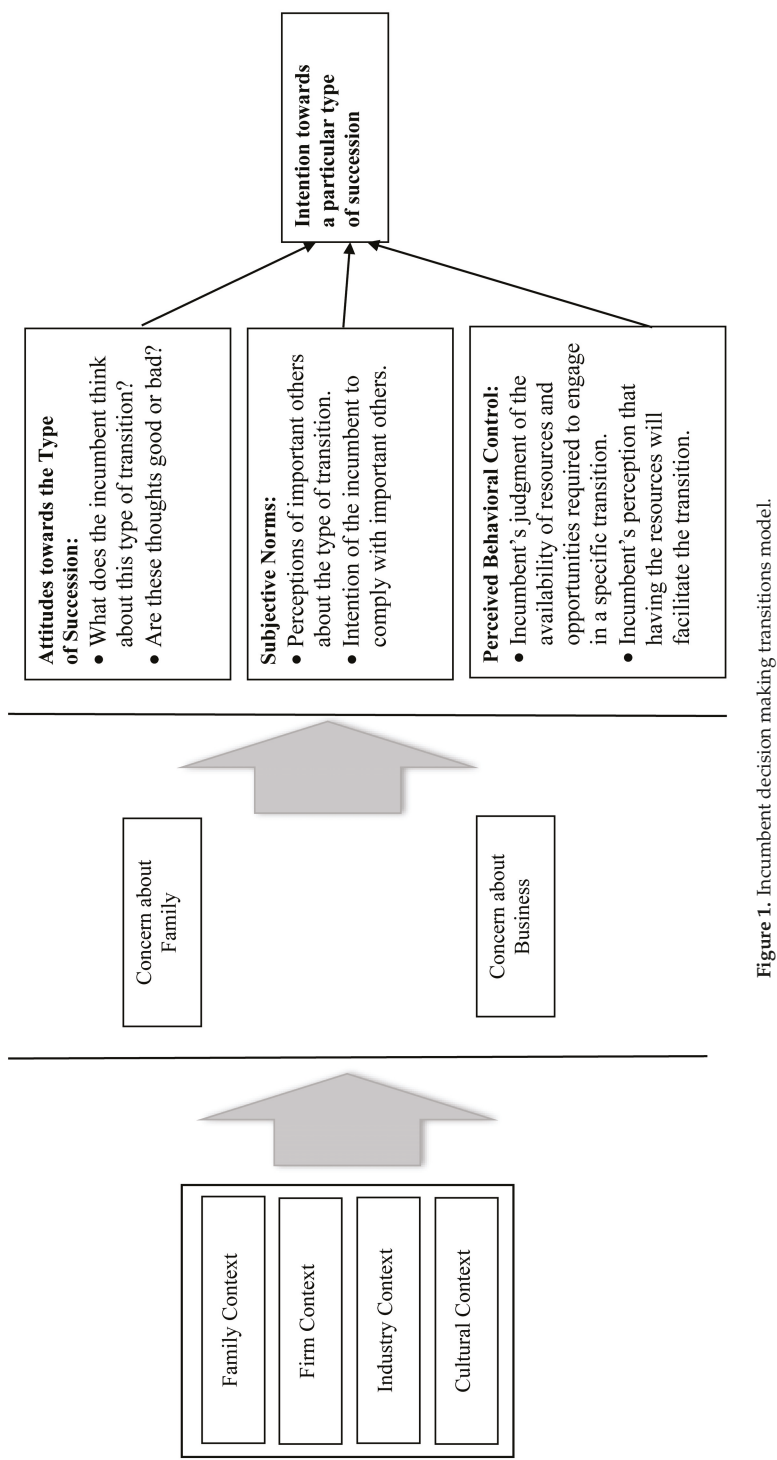 Family Context
Firm Context
Industry Context
Cultural Context
Concern about
Family
Concern about
Business
Attitudes towards the Type
of Succession:
• What does the incumbent think
about this type of transition?
• Are these thoughts good or bad?
Subjective Norms:
• Perceptions of important others
about the type of transition.
• Intention of the incumbent to
comply with important others.
Perceived Behavioral Control:
• Incumbent's judgment of the
availability of resources and
opportunities required to engage
in a specific transition.
• Incumbent's perception that
having the resources will
facilitate the transition.
Intention towards
a particular type
of succession
Figure 1. Incumbent decision making transitions model.